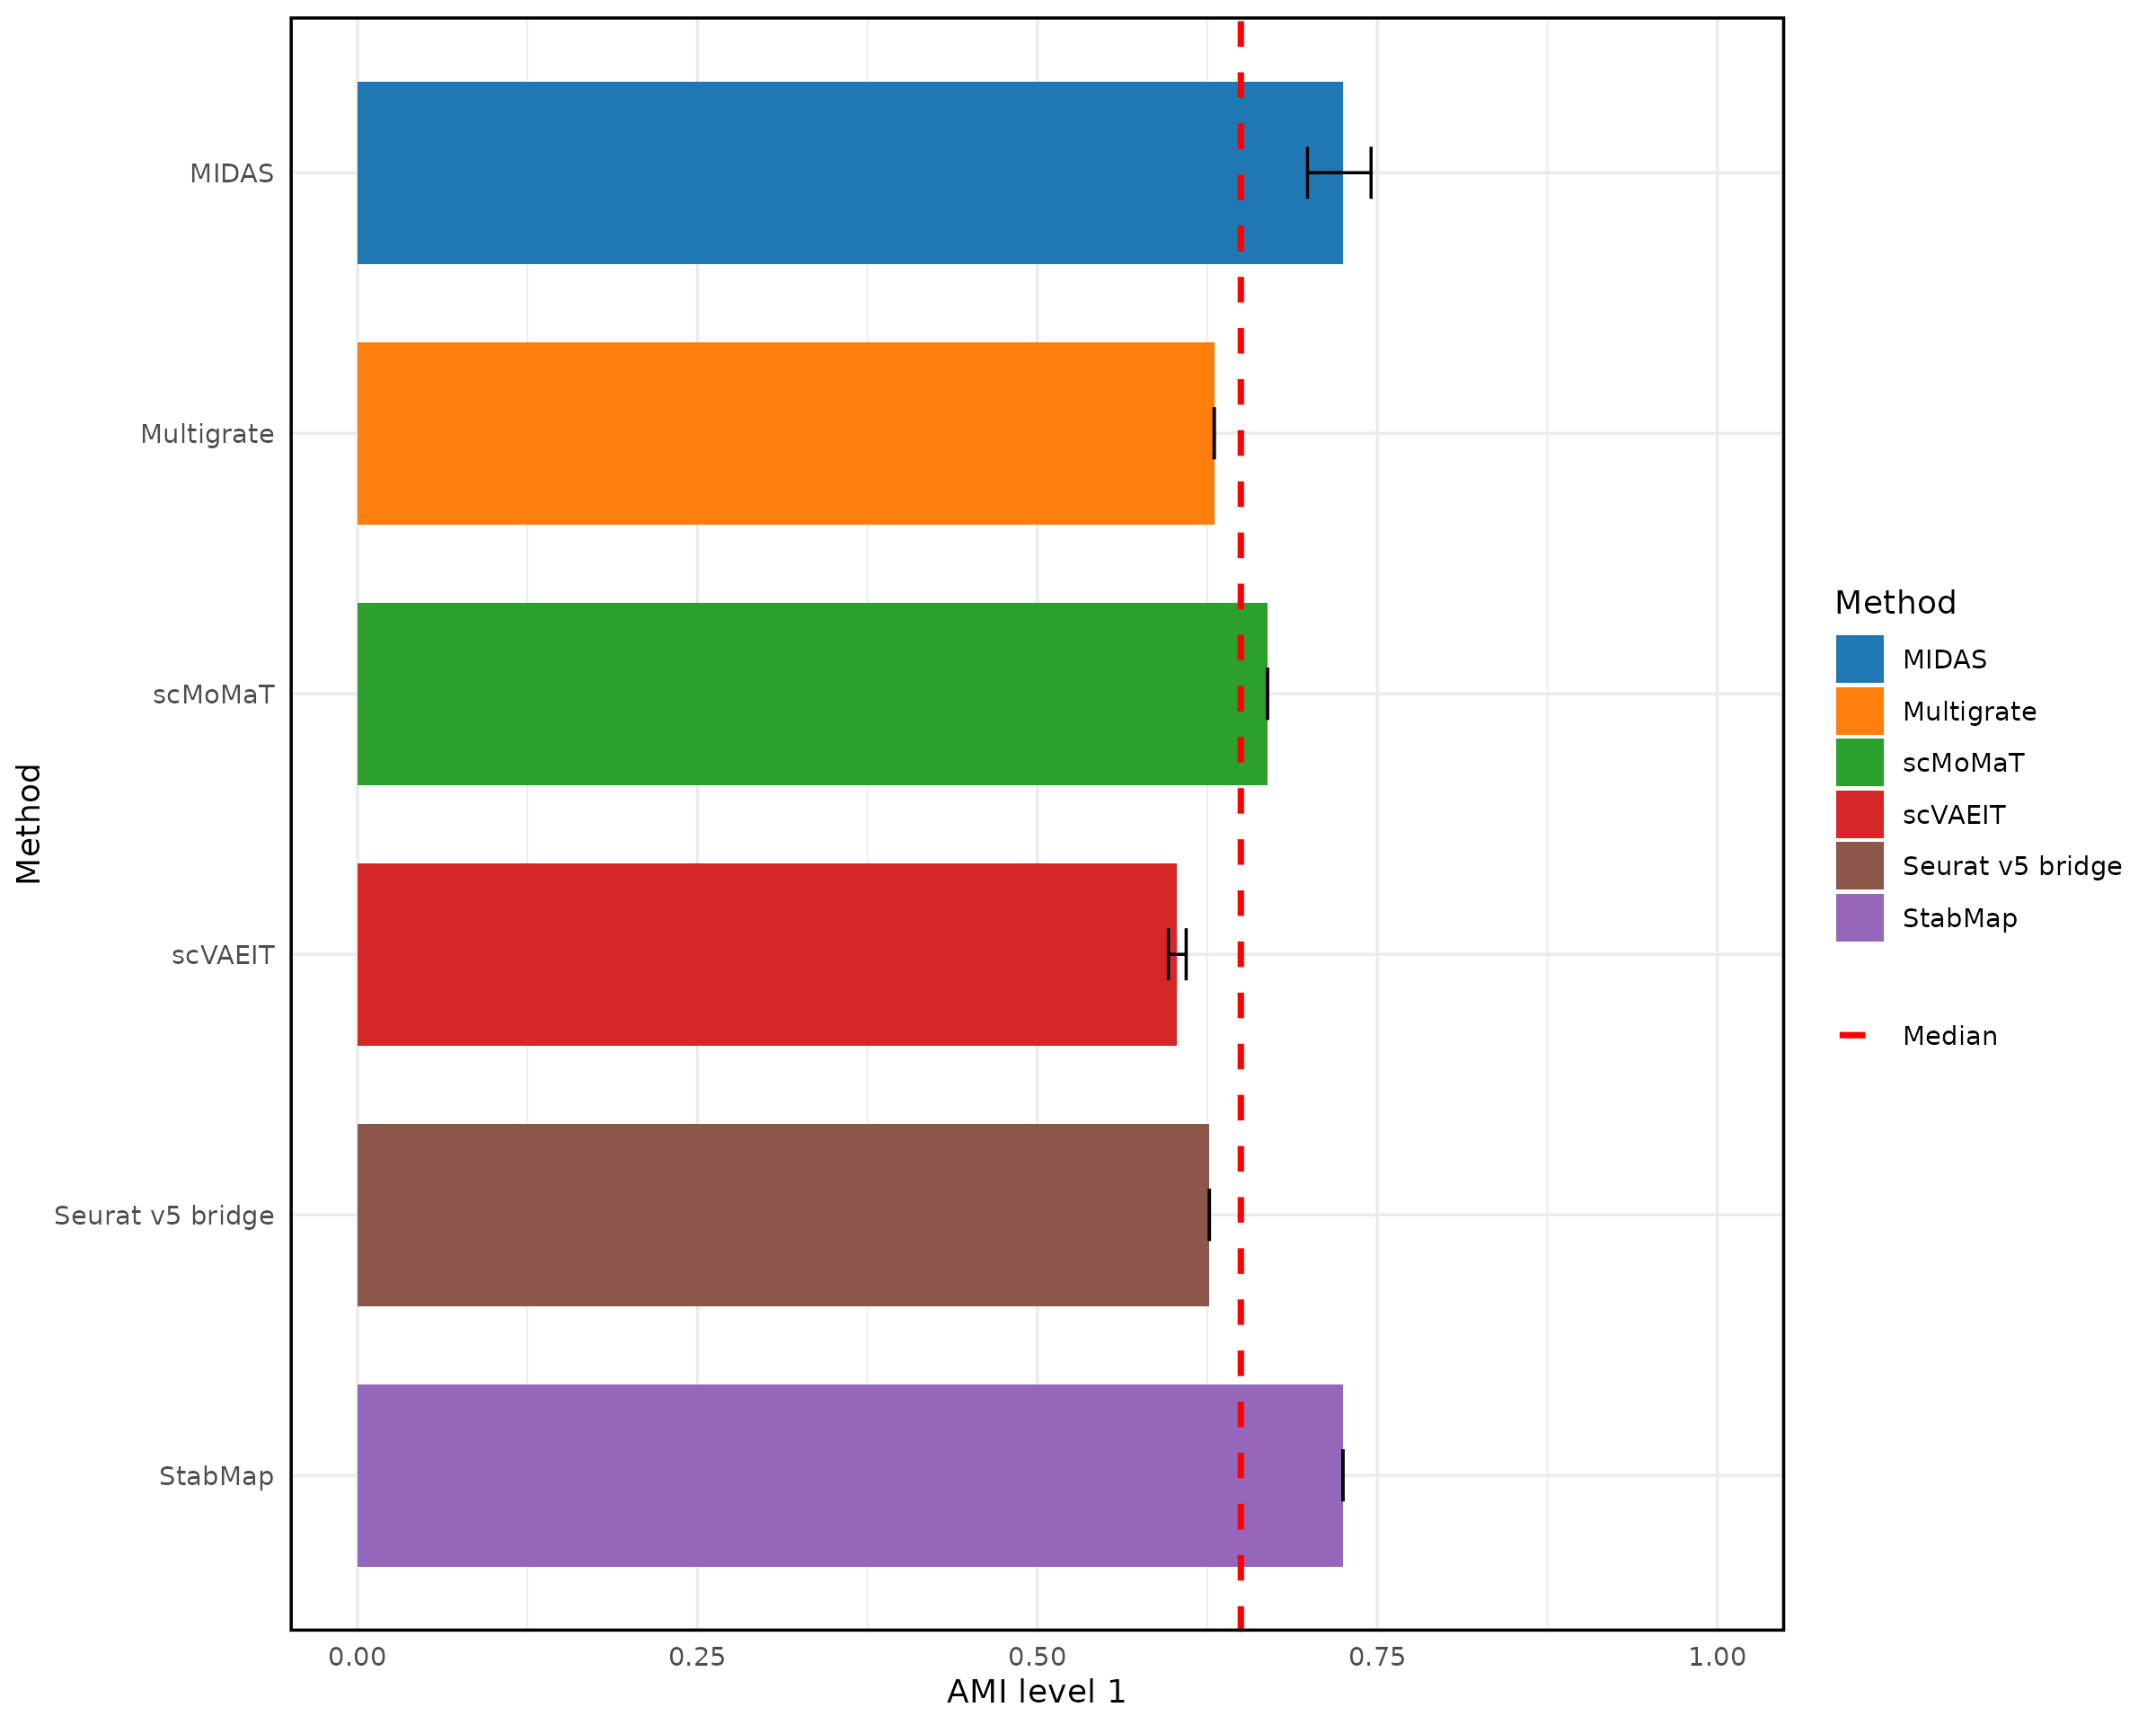 Method
MIDAS
Multigrate
scMoMaT
scVAEIT
Seurat v5 bridge
StabMap
0.00 0.25 0.50 0.75 1.00
AMI level 1
Method
MIDAS
Multigrate
scMoMaT
scVAEIT
Seurat v5 bridge
StabMap
Median